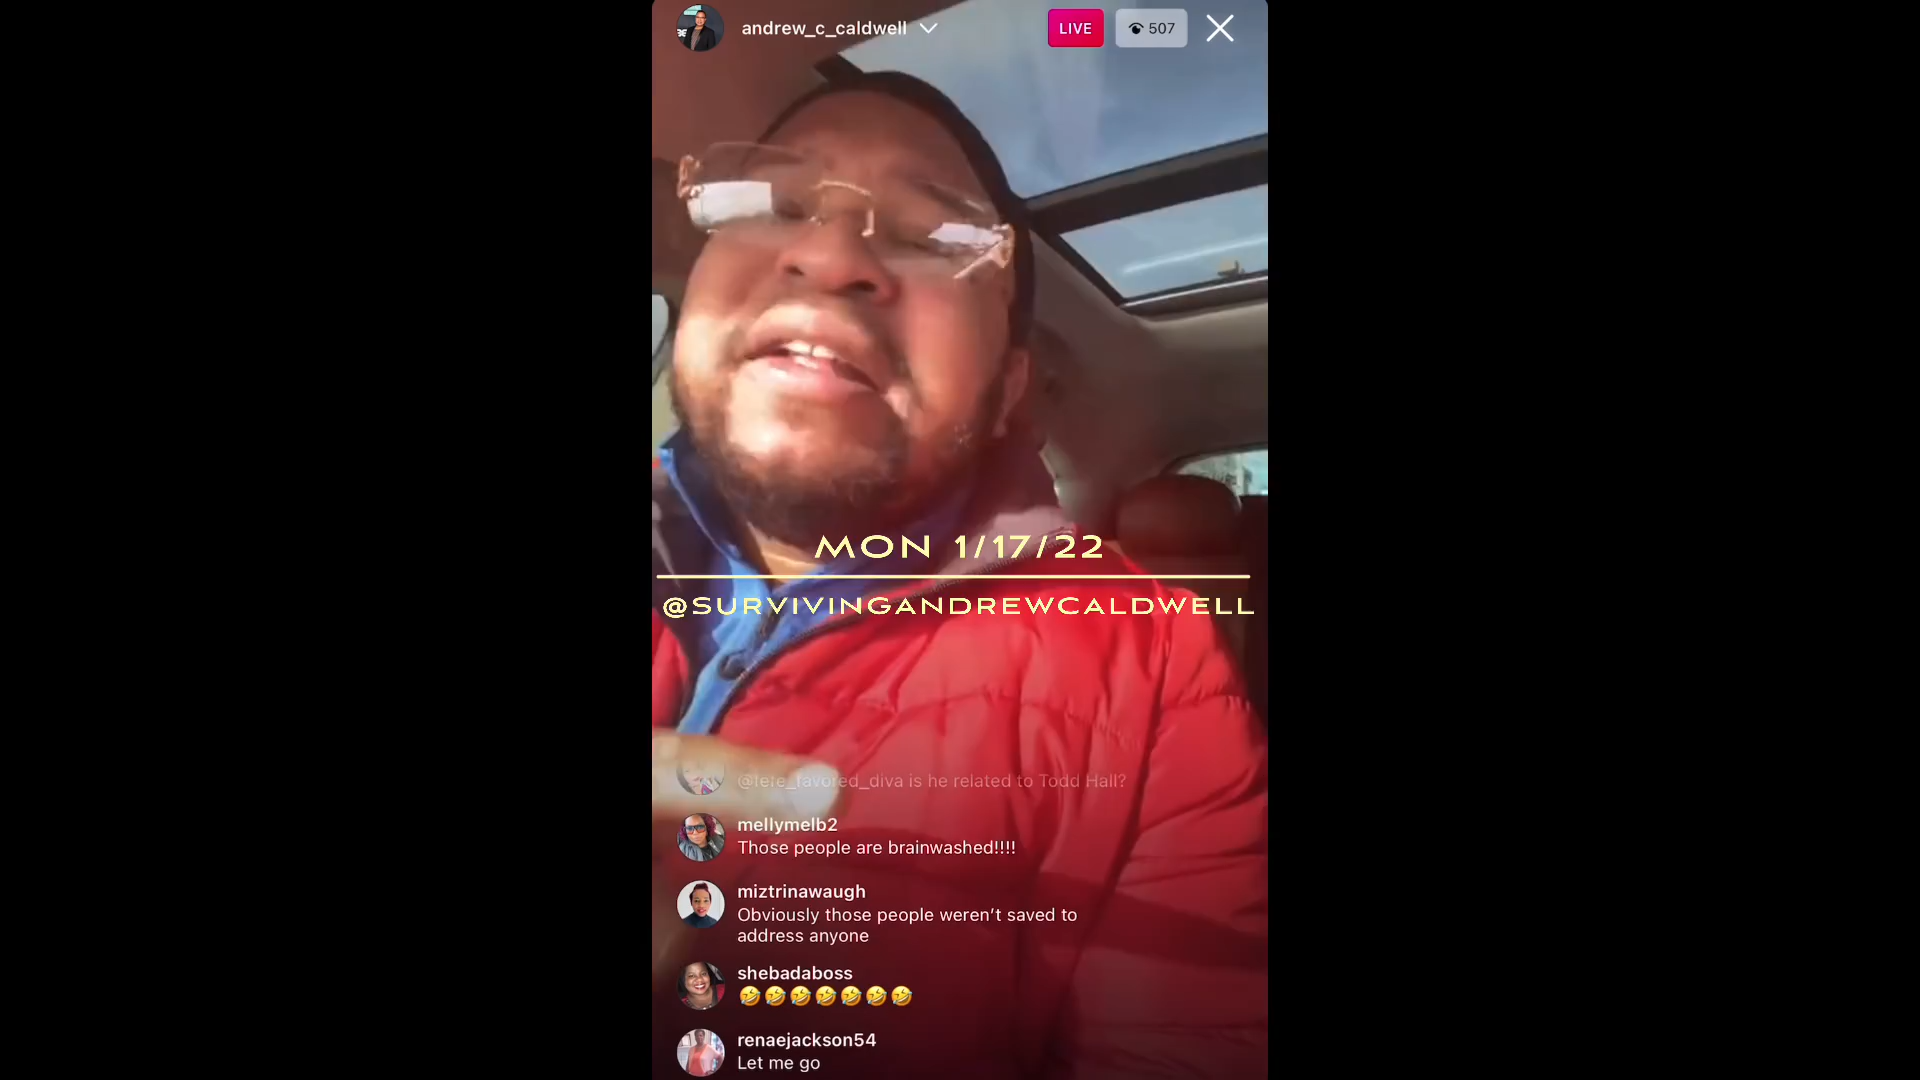 andrew_c_caldwell
LIVE
507
MON 1/17/22
@SURVIVINGANDREWCALDWELL
is he related to Todd Hall?
mellymelb2
Those people are brainwashed!!!!
miztrinawaugh
Obviously those people weren’t saved to
address anyone
shebadaboss
🤣🤣🤣🤣🤣🤣🤣
renaejackson54
Let me go